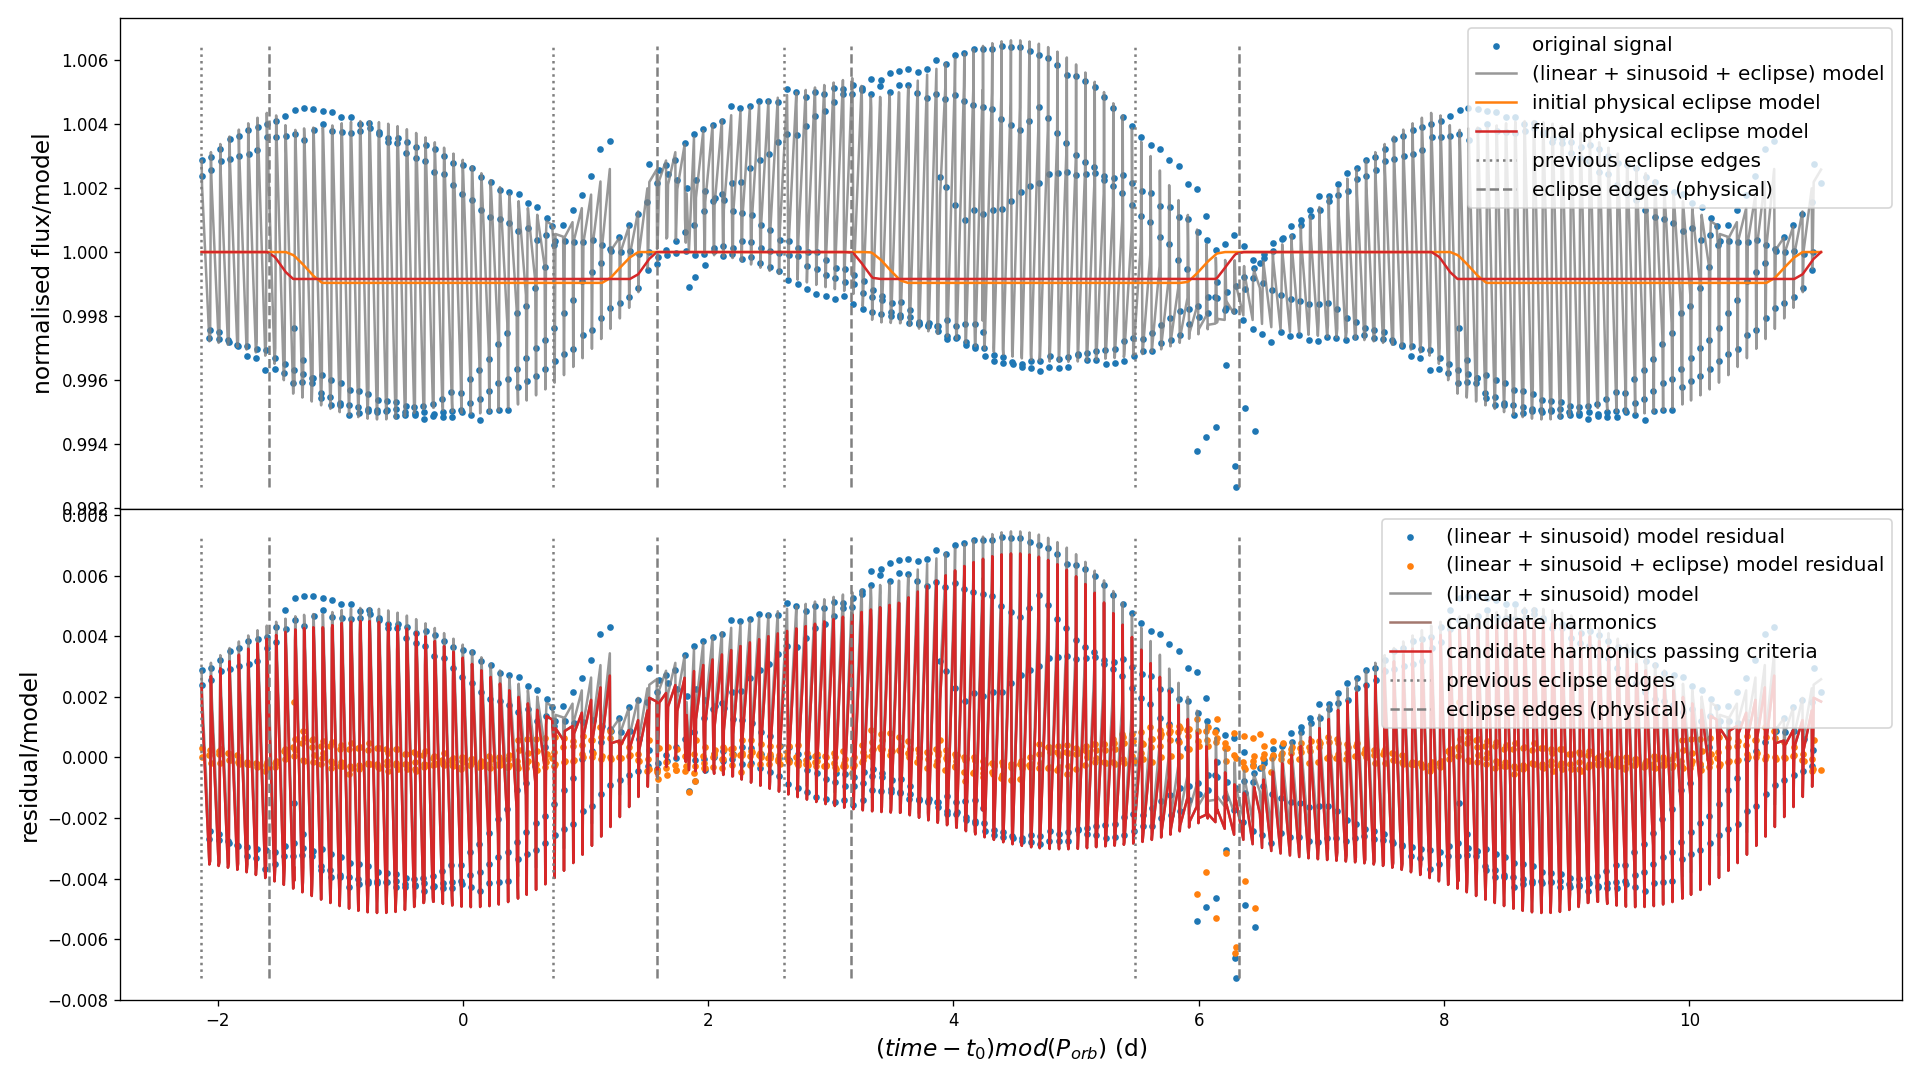 1.006
1.004
1.002
1.000
0.998
0.996
0.994
0.992
normalised flux/model
original signal
(linear + sinusoid + eclipse) model
initial physical eclipse model
final physical eclipse model
previous eclipse edges
eclipse edges (physical)
0.008
0.006
0.004
0.002
0.000
−0.002
−0.004
−0.006
−0.008
residual/model
(linear + sinusoid) model residual
(linear + sinusoid + eclipse) model residual
(linear + sinusoid) model
candidate harmonics
candidate harmonics passing criteria
previous eclipse edges
eclipse edges (physical)
−2 0 2 4 6 8 10
(time − t₀)mod(P_orb) (d)